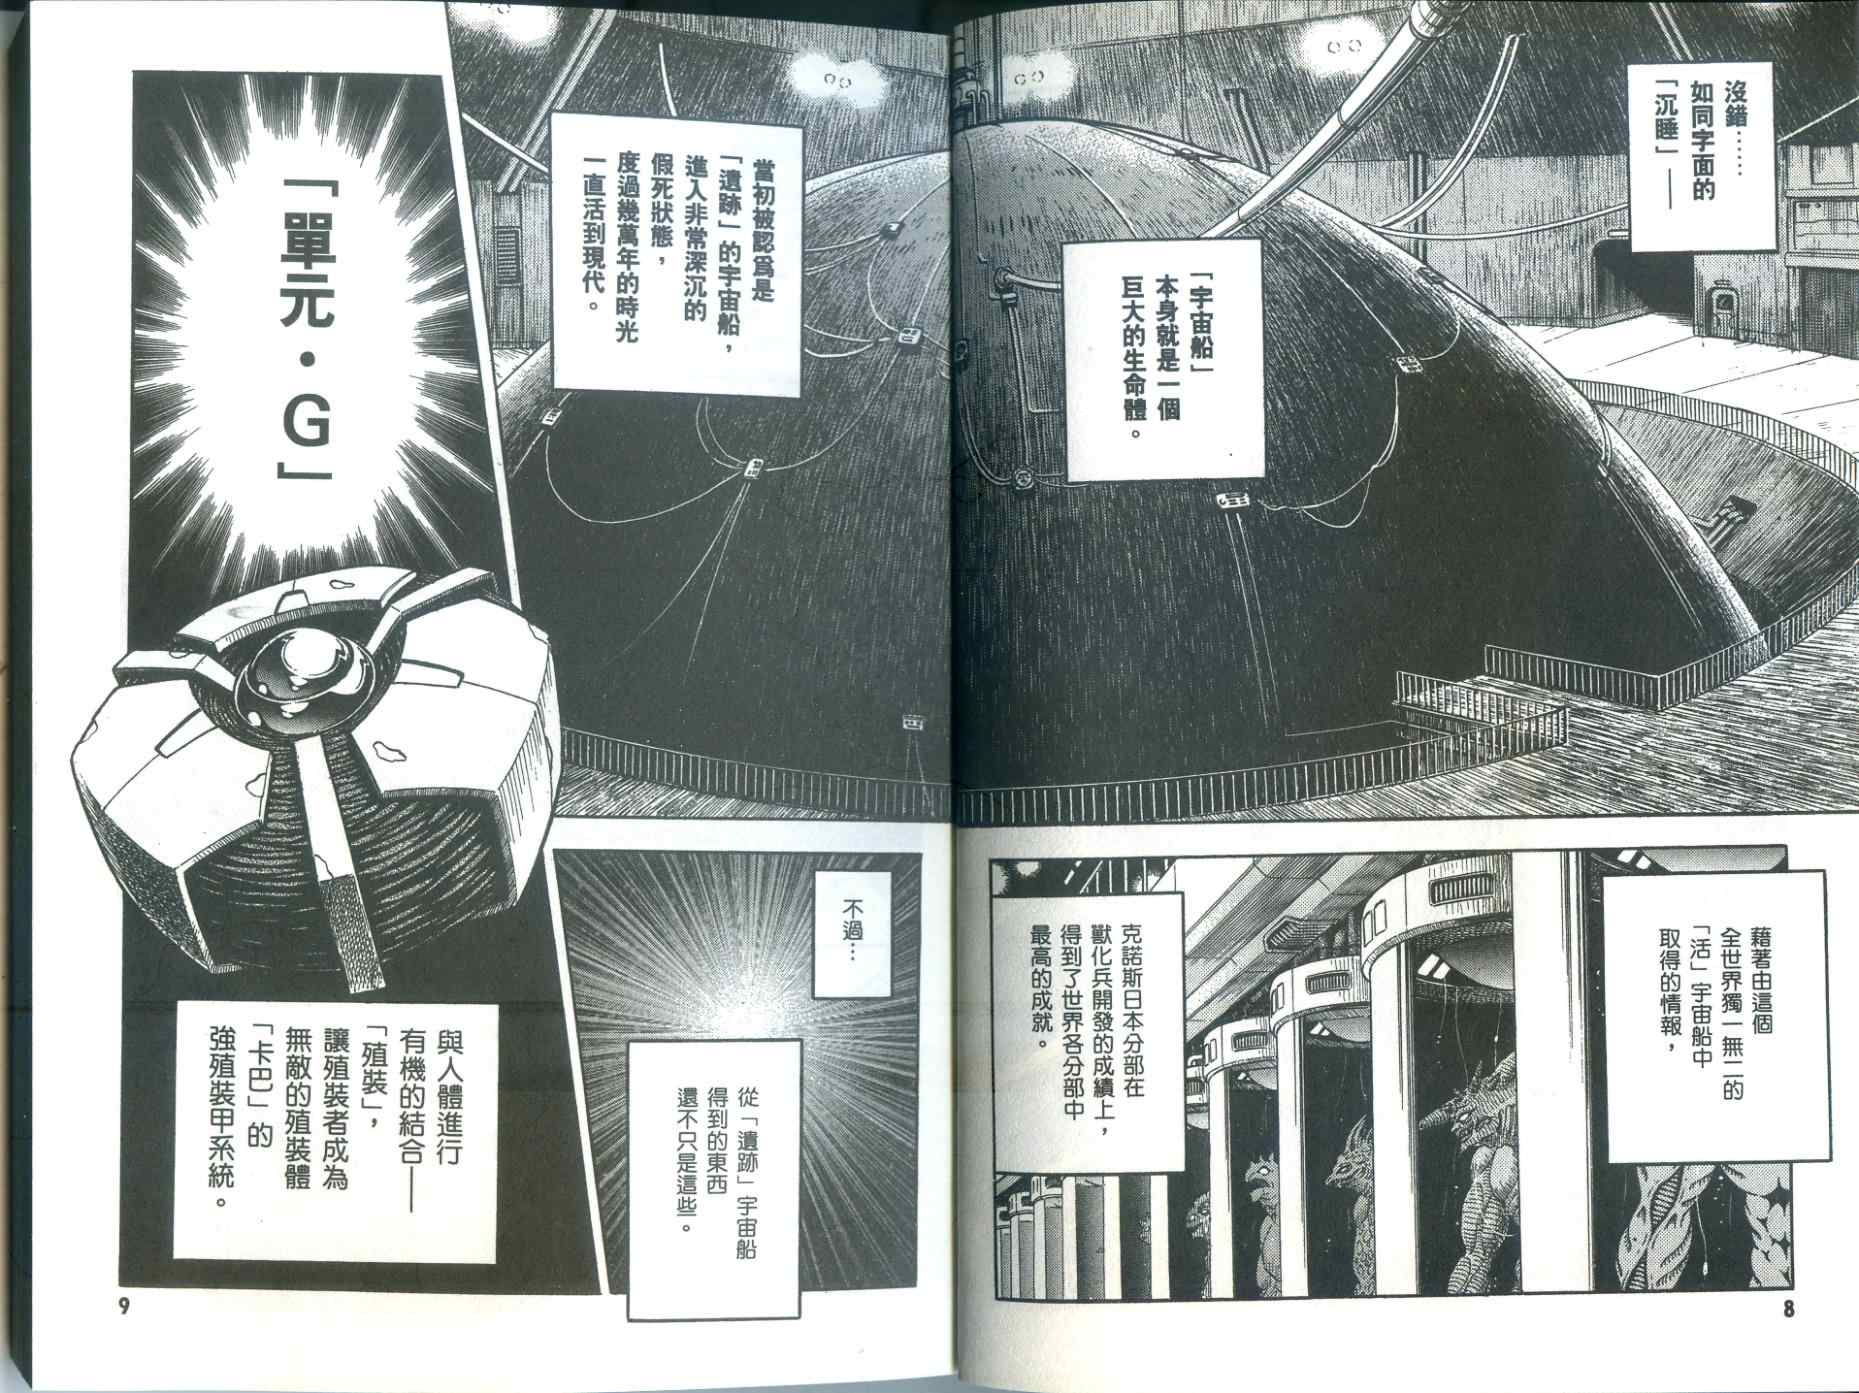 沒錯……
如同字面的
「沉睡」——
「宇宙船」
本身就是一個
巨大的生命體。
當初被認爲是
「遺跡」的宇宙船，
進入非常深沉的
假死狀態，
度過幾萬年的時光
一直活到現代。
藉著由這個
全世界獨一無二的
「活」宇宙船中
取得的情報，
克諾斯日本分部在
獸化兵開發的成績上，
得到了世界各分部中
最高的成就。
8
不過…
從「遺跡」宇宙船
得到的東西
還不只是這些。
「單元・G」
與人體進行
有機的結合——
「殖裝」，
讓殖裝者成為
無敵的殖裝體
「卡巴」的
強殖裝甲系統。
9